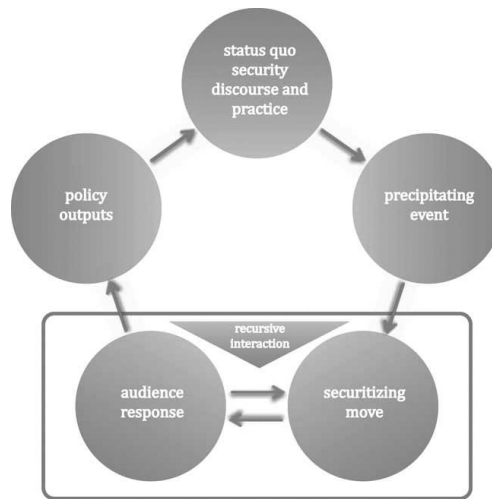 status quo
security
discourse and
practice
policy
outputs
precipitating
event
recursive
interaction
audience
response
securitizing
move